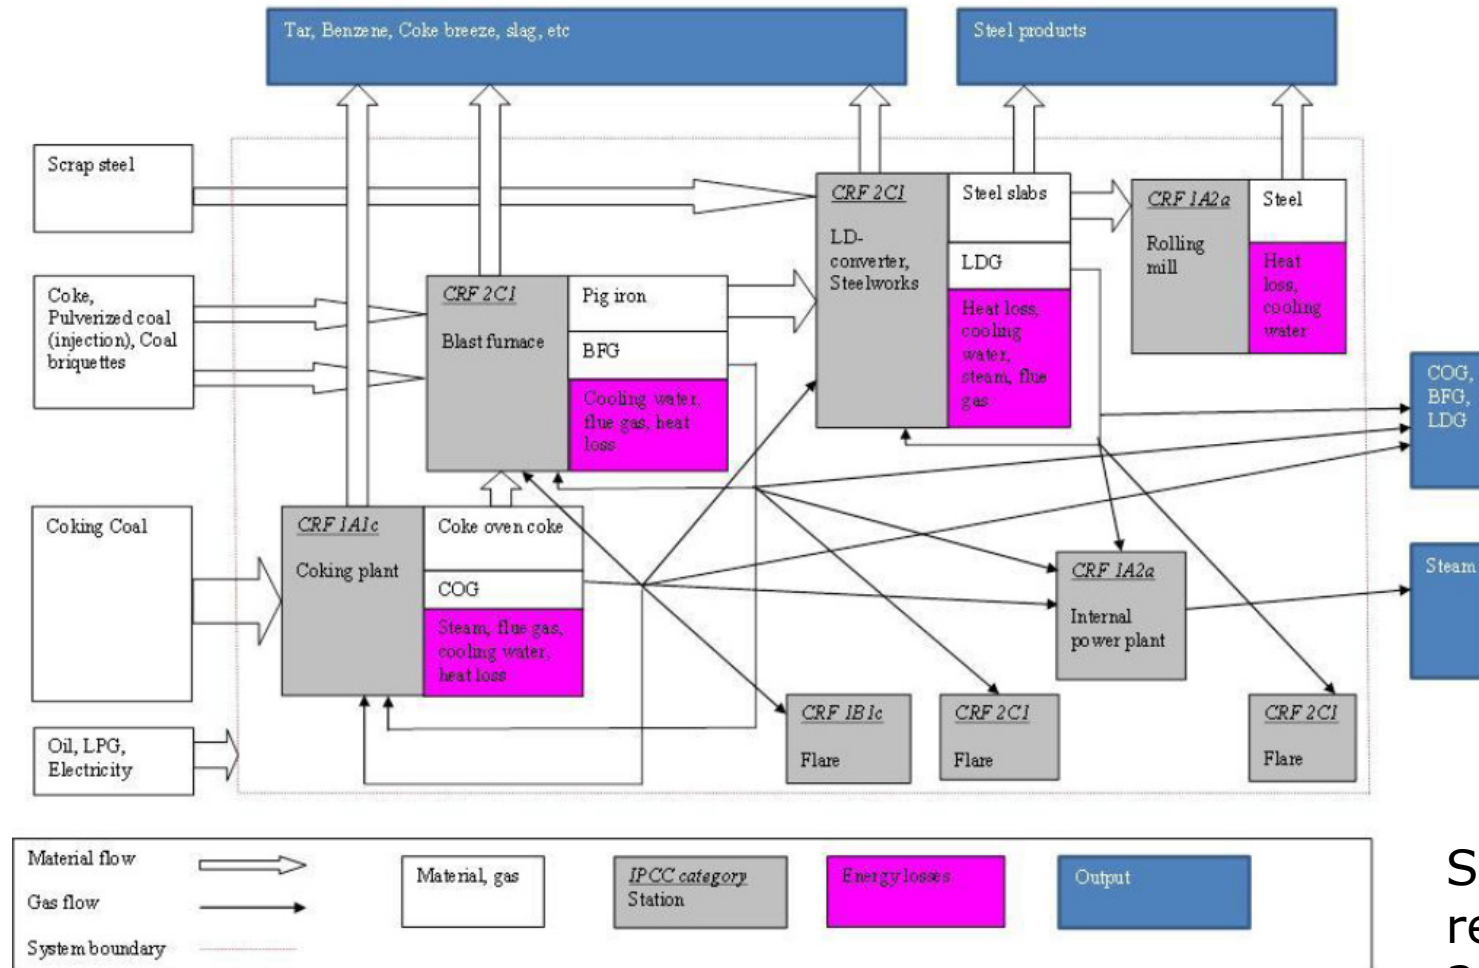 Tar, Benzene, Coke breeze, slag, etc
Steel products
Scrap steel
CRF 2C1
LD-
converter,
Steelworks
Steel slabs
LDG
Heat loss,
cooling
water,
steam, flue
gas
CRF 1A2a
Rolling
mill
Steel
Heat
loss,
cooling
water
Coke,
Pulverized coal
(injection), Coal
briquettes
CRF 2C1
Blast furnace
Pig iron
BFG
Cooling water,
flue gas, heat
loss
COG,
BFG,
LDG
Coking Coal
CRF 1A1c
Coking plant
Coke oven coke
COG
Steam, flue gas,
cooling water,
heat loss
CRF 1A2a
Internal
power plant
Steam
Oil, LPG,
Electricity
CRF 1B1c
Flare
CRF 2C1
Flare
CRF 2C1
Flare
Material flow
Gas flow
System boundary
Material, gas
IPCC category
Station
Energy losses
Output
S
re